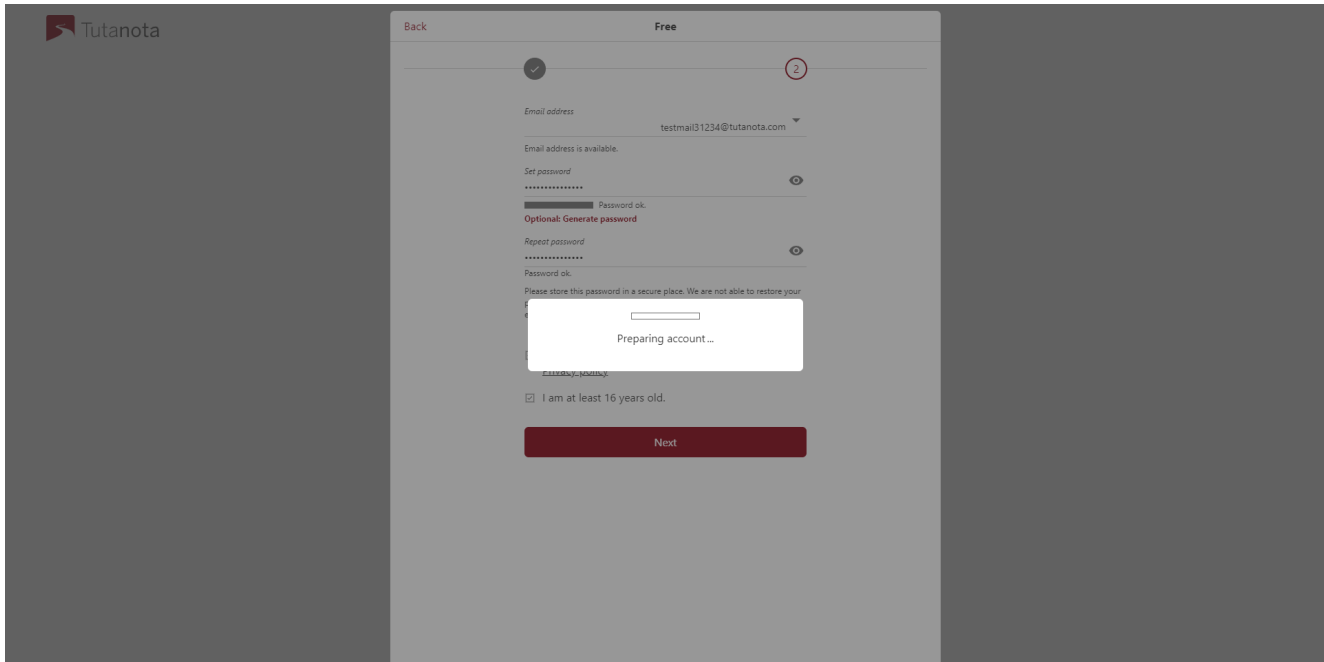 Tutanota
Back
Free
2
Email address
testmail31234@tutanota.com
Email address is available.
Set password
•••••••••••••••
Password ok.
Optional: Generate password
Repeat password
•••••••••••••••
Password ok.
Please store this password in a secure place. We are not able to restore your
Preparing account ...
Privacy policy
I am at least 16 years old.
Next